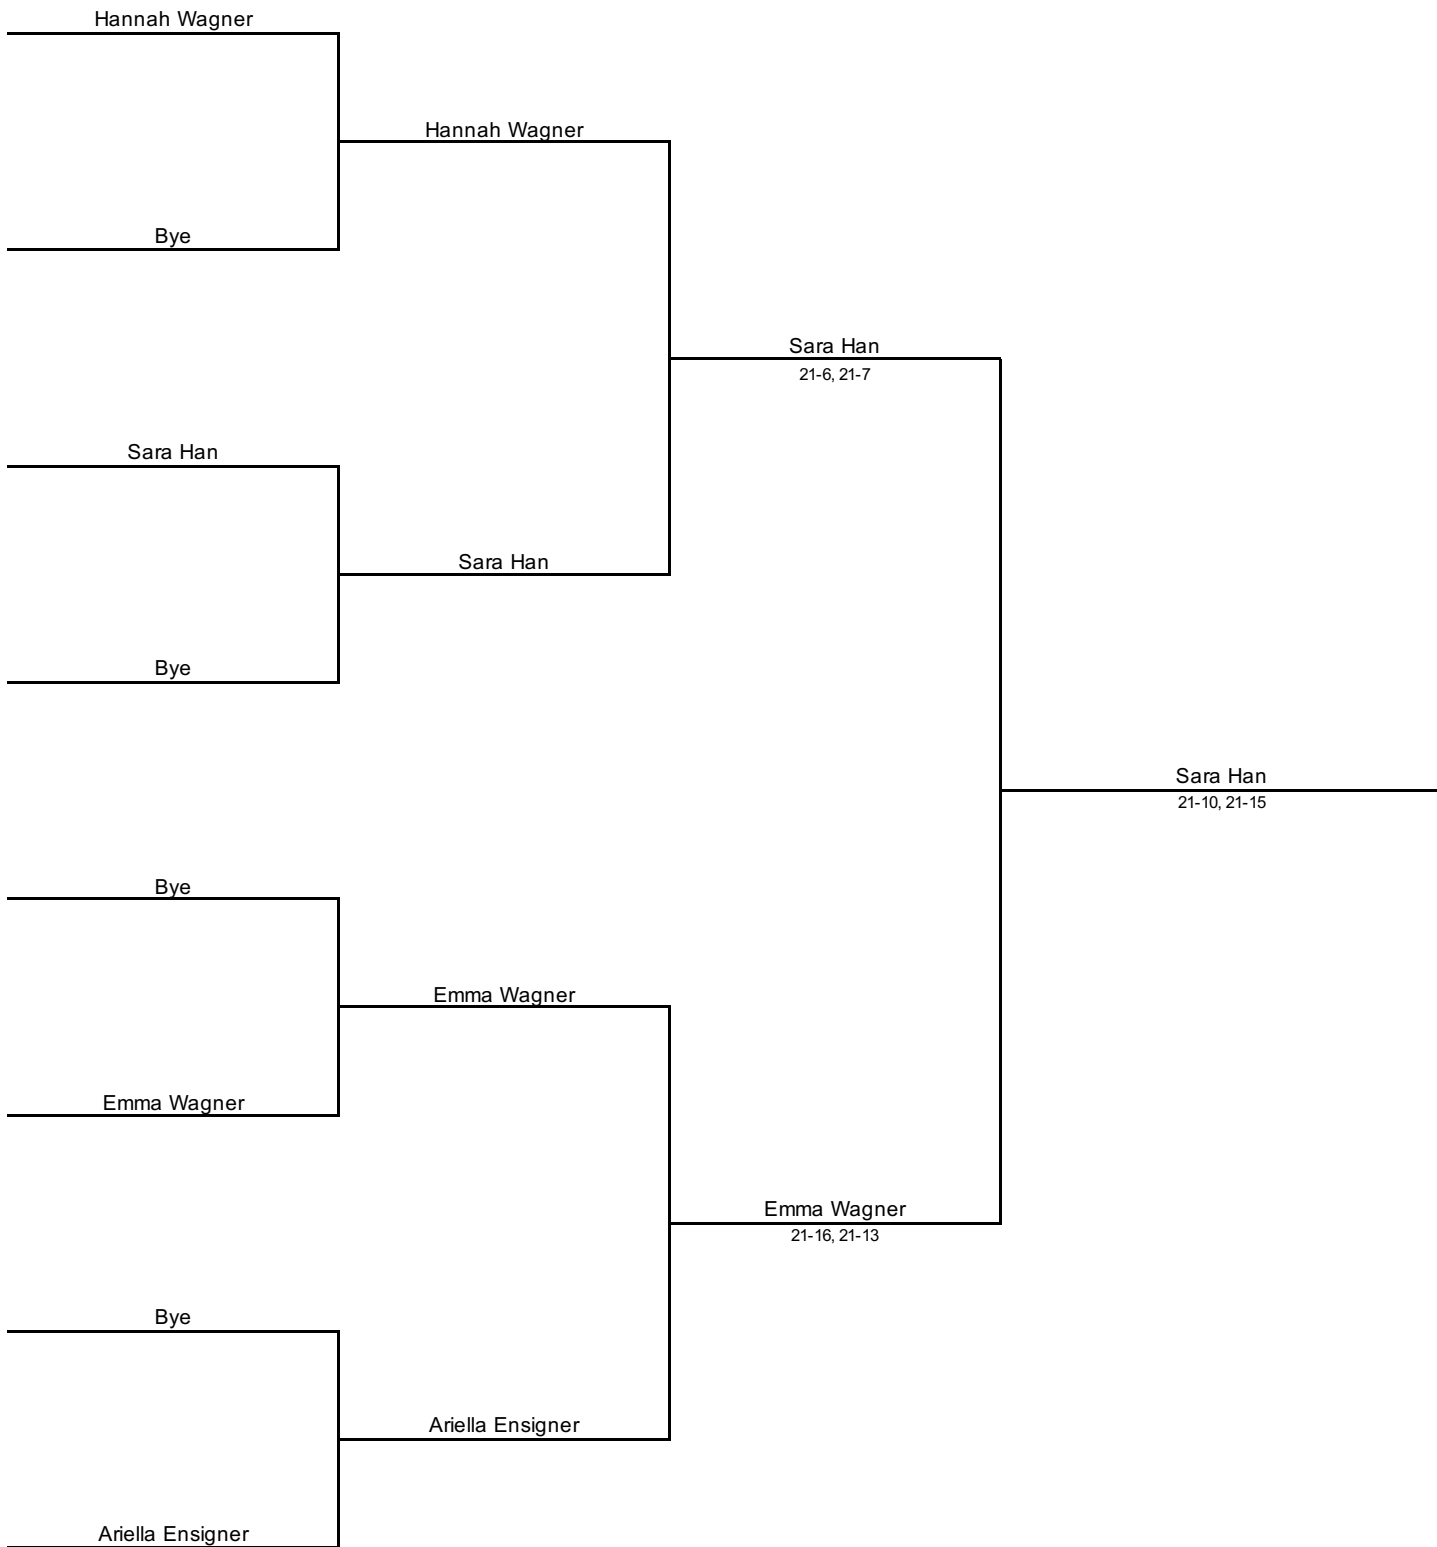 Hannah Wagner
Hannah Wagner
Bye
Sara Han
21-6, 21-7
Sara Han
Sara Han
Bye
Sara Han
21-10, 21-15
Bye
Emma Wagner
Emma Wagner
Emma Wagner
21-16, 21-13
Bye
Ariella Ensigner
Ariella Ensigner